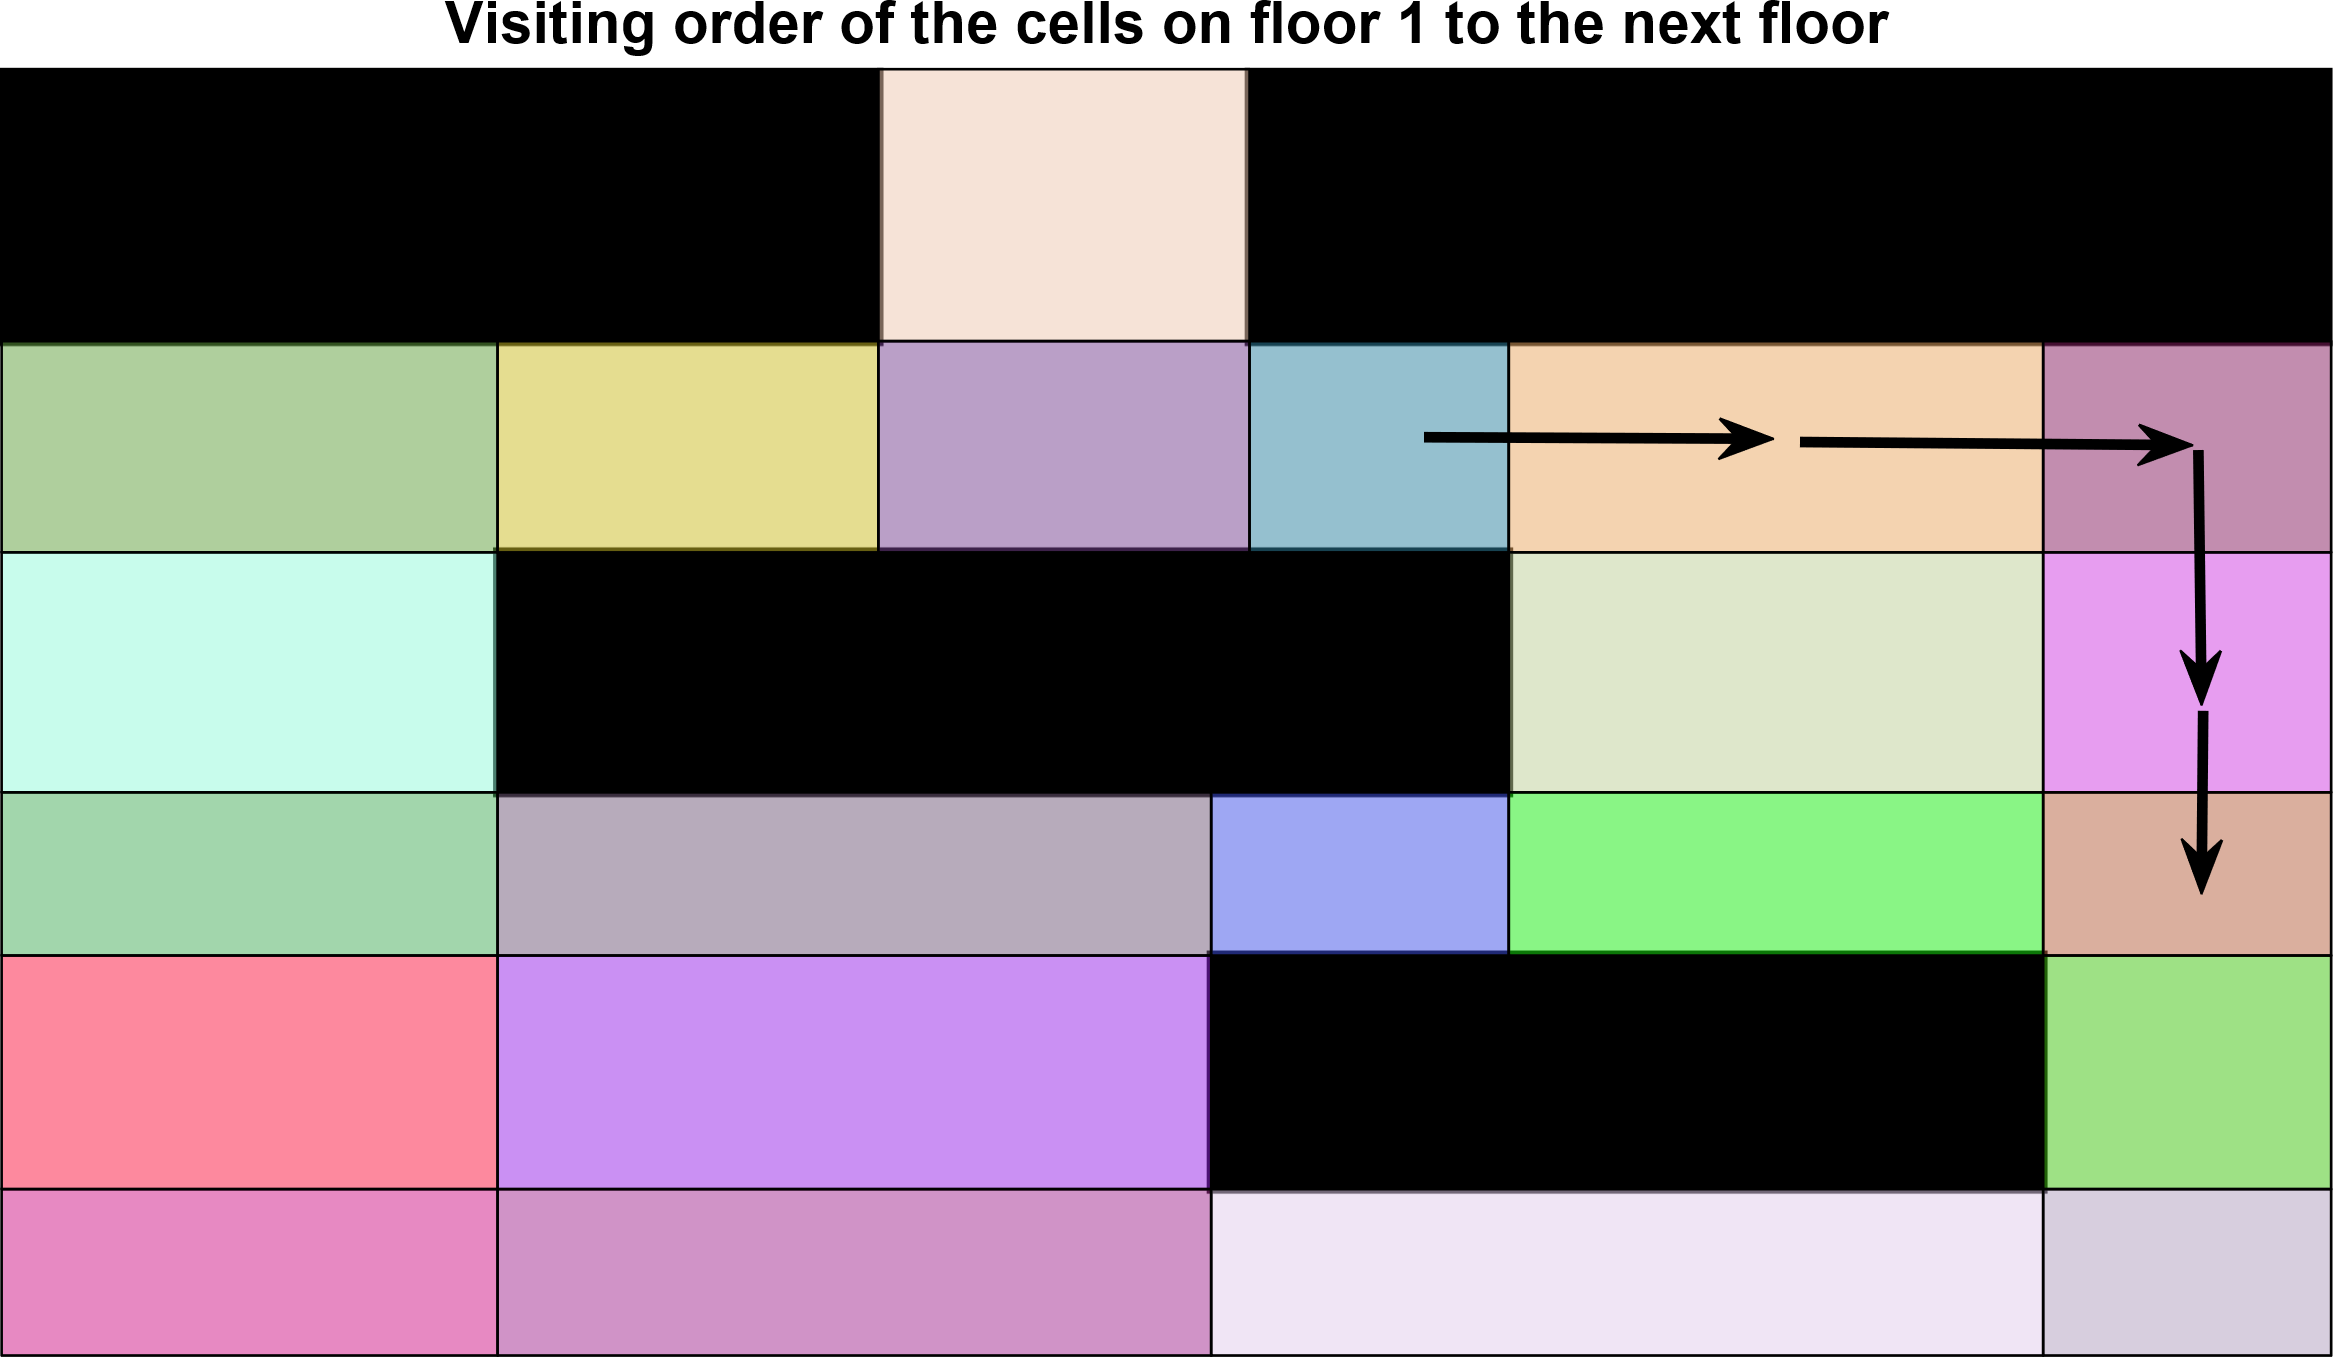 Visiting order of the cells on floor 1 to the next floor